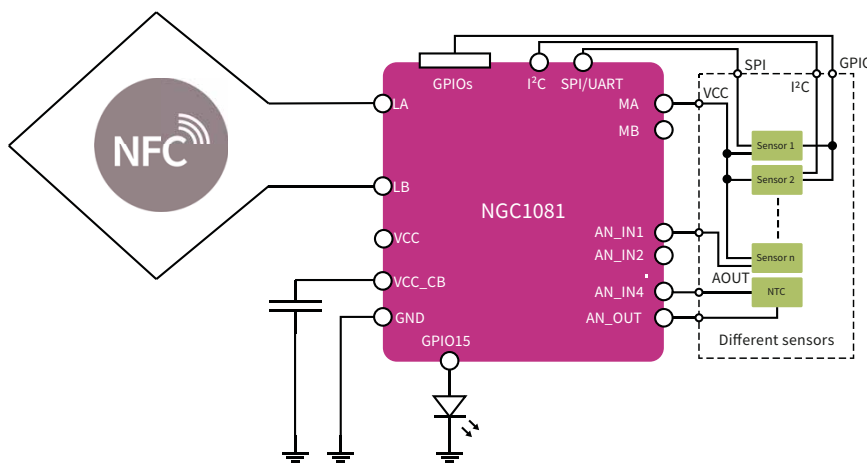 SPI
GPIO
GPIOs
I²C
SPI/UART
I²C
VCC
LA
MA
MB
NFC
Sensor 1
Sensor 2
LB
NGC1081
VCC
AN_IN1
AN_IN2
Sensor n
VCC_CB
AOUT
AN_IN4
NTC
GND
AN_OUT
GPIO15
Different sensors